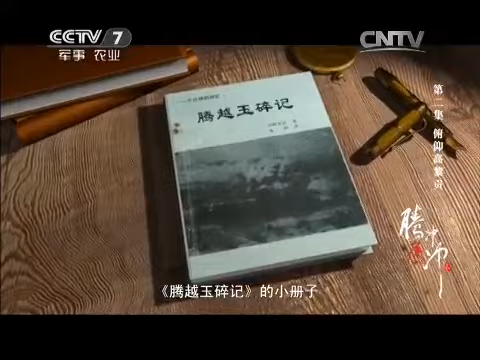 CCTV 7
军事 农业
CNTV
腾越玉碎记
第二集 俯仰高黎贡
腾冲
《腾越玉碎记》的小册子